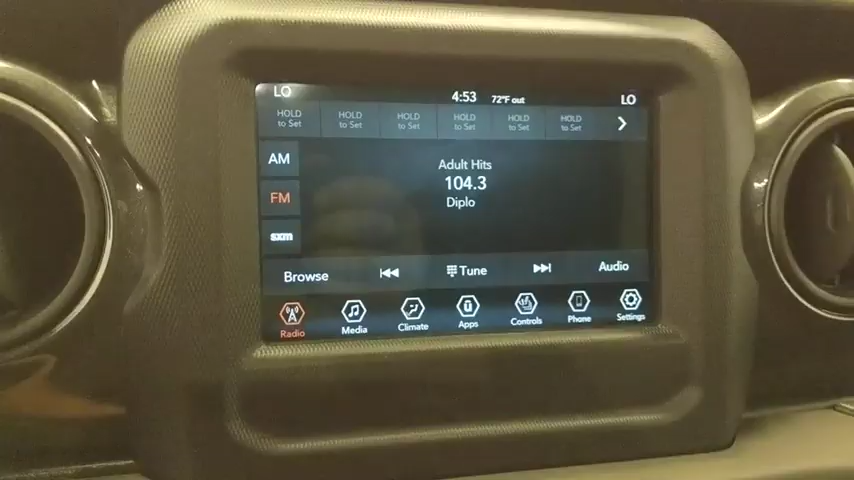 LO 4:53 72°F out LO
HOLD to Set HOLD to Set HOLD to Set HOLD to Set HOLD to Set HOLD to Set
AM
Adult Hits
104.3
FM
Diplo
sxm
Browse Tune Audio
Radio Media Climate Apps Controls Phone Settings